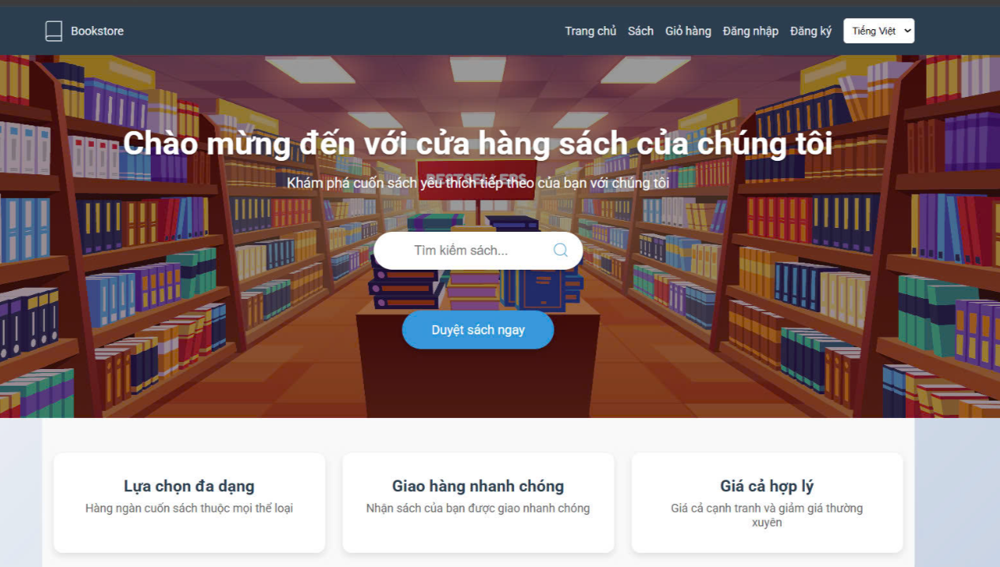 Bookstore
Trang chủ Sách Giỏ hàng Đăng nhập Đăng ký Tiếng Việt
Chào mừng đến với cửa hàng sách của chúng tôi
BESTSELLERS
Khám phá cuốn sách yêu thích tiếp theo của bạn với chúng tôi
Tìm kiếm sách...
Duyệt sách ngay
Lựa chọn đa dạng
Hàng ngàn cuốn sách thuộc mọi thể loại
Giao hàng nhanh chóng
Nhận sách của bạn được giao nhanh chóng
Giá cả hợp lý
Giá cả cạnh tranh và giảm giá thường
xuyên